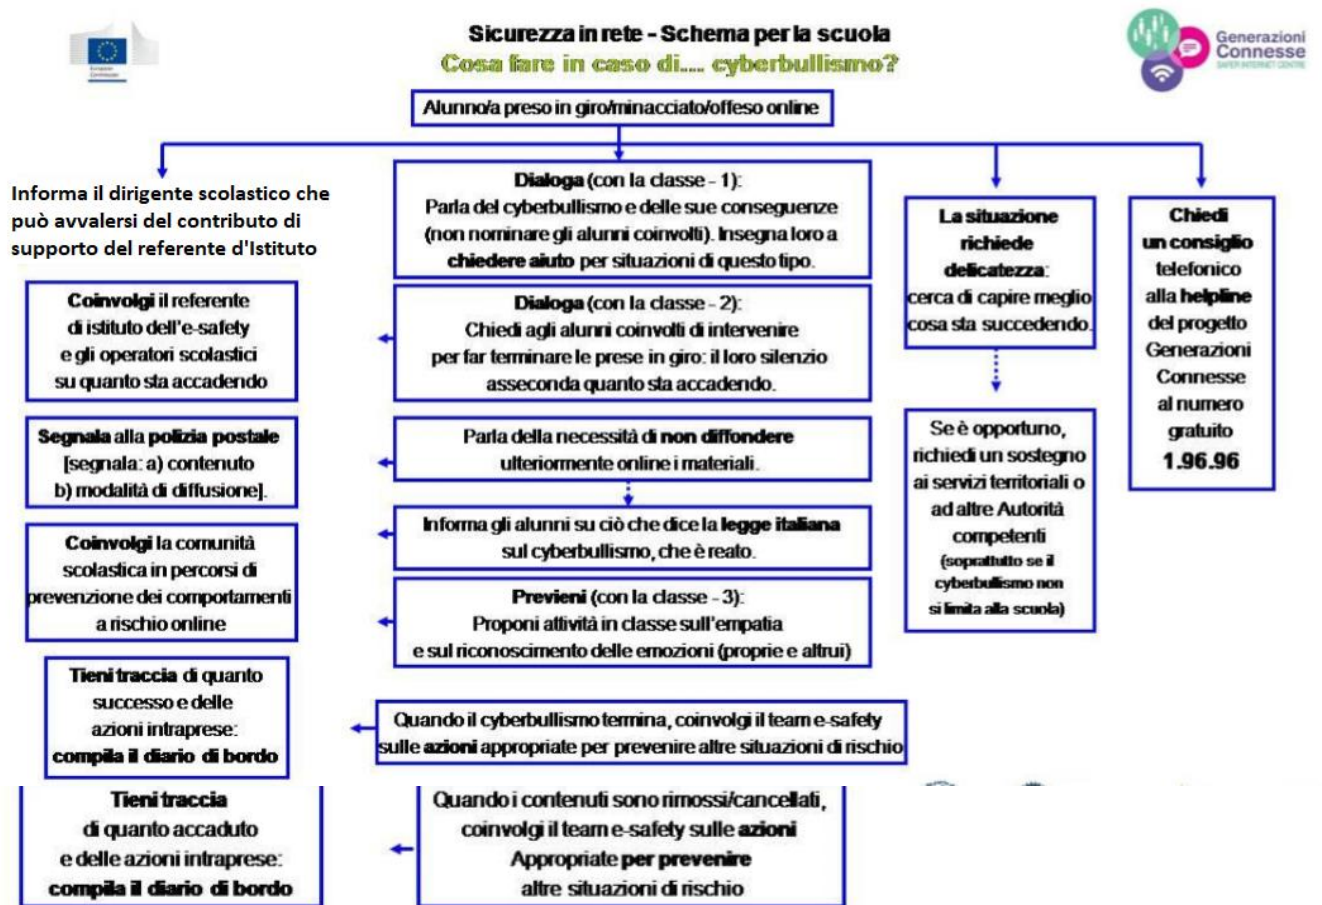 Sicurezza in rete - Schema per la scuola
Cosa fare in caso di.... cyberbullismo?
Generazioni
Connesse
SAFER INTERNET CENTRE
Alunno/a preso in giro/minacciato/offeso online
Informa il dirigente scolastico che
può avvalersi del contributo di
supporto del referente d'Istituto
Coinvolgi il referente
di istituto dell'e-safety
e gli operatori scolastici
su quanto sta accadendo
Segnala alla polizia postale
[segnala: a) contenuto
b) modalità di diffusione].
Coinvolgi la comunità
scolastica in percorsi di
prevenzione dei comportamenti
a rischio online
Tieni traccia di quanto
successo e delle
azioni intraprese:
compila il diario di bordo
Dialoga (con la classe - 1):
Parla del cyberbullismo e delle sue conseguenze
(non nominare gli alunni coinvolti). Insegna loro a
chiedere aiuto per situazioni di questo tipo.
Dialoga (con la classe - 2):
Chiedi agli alunni coinvolti di intervenire
per far terminare le prese in giro: il loro silenzio
asseconda quanto sta accadendo.
Parla della necessità di non diffondere
ulteriormente online i materiali.
Informa gli alunni su ciò che dice la legge italiana
sul cyberbullismo, che è reato.
Previeni (con la classe - 3):
Proponi attività in classe sull'empatia
e sul riconoscimento delle emozioni (proprie e altrui)
Quando il cyberbullismo termina, coinvolgi il team e-safety
sulle azioni appropriate per prevenire altre situazioni di rischio
La situazione
richiede
delicatezza:
cerca di capire meglio
cosa sta succedendo.
Se è opportuno,
richiedi un sostegno
ai servizi territoriali o
ad altre Autorità
competenti
(soprattutto se il
cyberbullismo non
si limita alla scuola)
Chiedi
un consiglio
telefonico
alla helpline
del progetto
Generazioni
Connesse
al numero
gratuito
1.96.96
Tieni traccia
di quanto accaduto
e delle azioni intraprese:
compila il diario di bordo
Quando i contenuti sono rimossi/cancellati,
coinvolgi il team e-safety sulle azioni
Appropriate per prevenire
altre situazioni di rischio